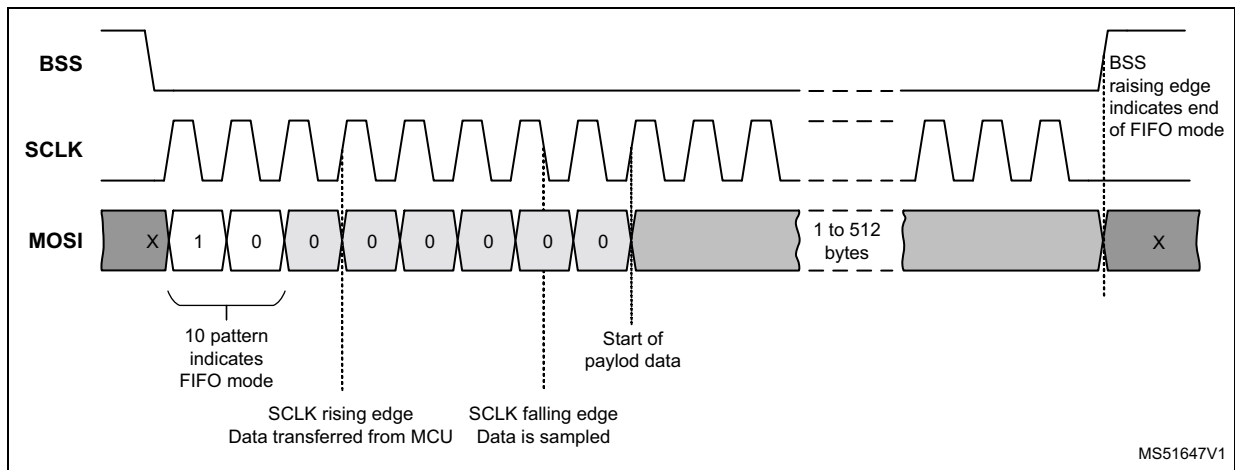 BSS
BSS
raising edge
indicates end
of FIFO mode
SCLK
MOSI
X
1
0
0
0
0
0
0
0
1 to 512
bytes
X
10 pattern
indicates
FIFO mode
Start of
paylod data
SCLK rising edge
Data transferred from MCU
SCLK falling edge
Data is sampled
MS51647V1